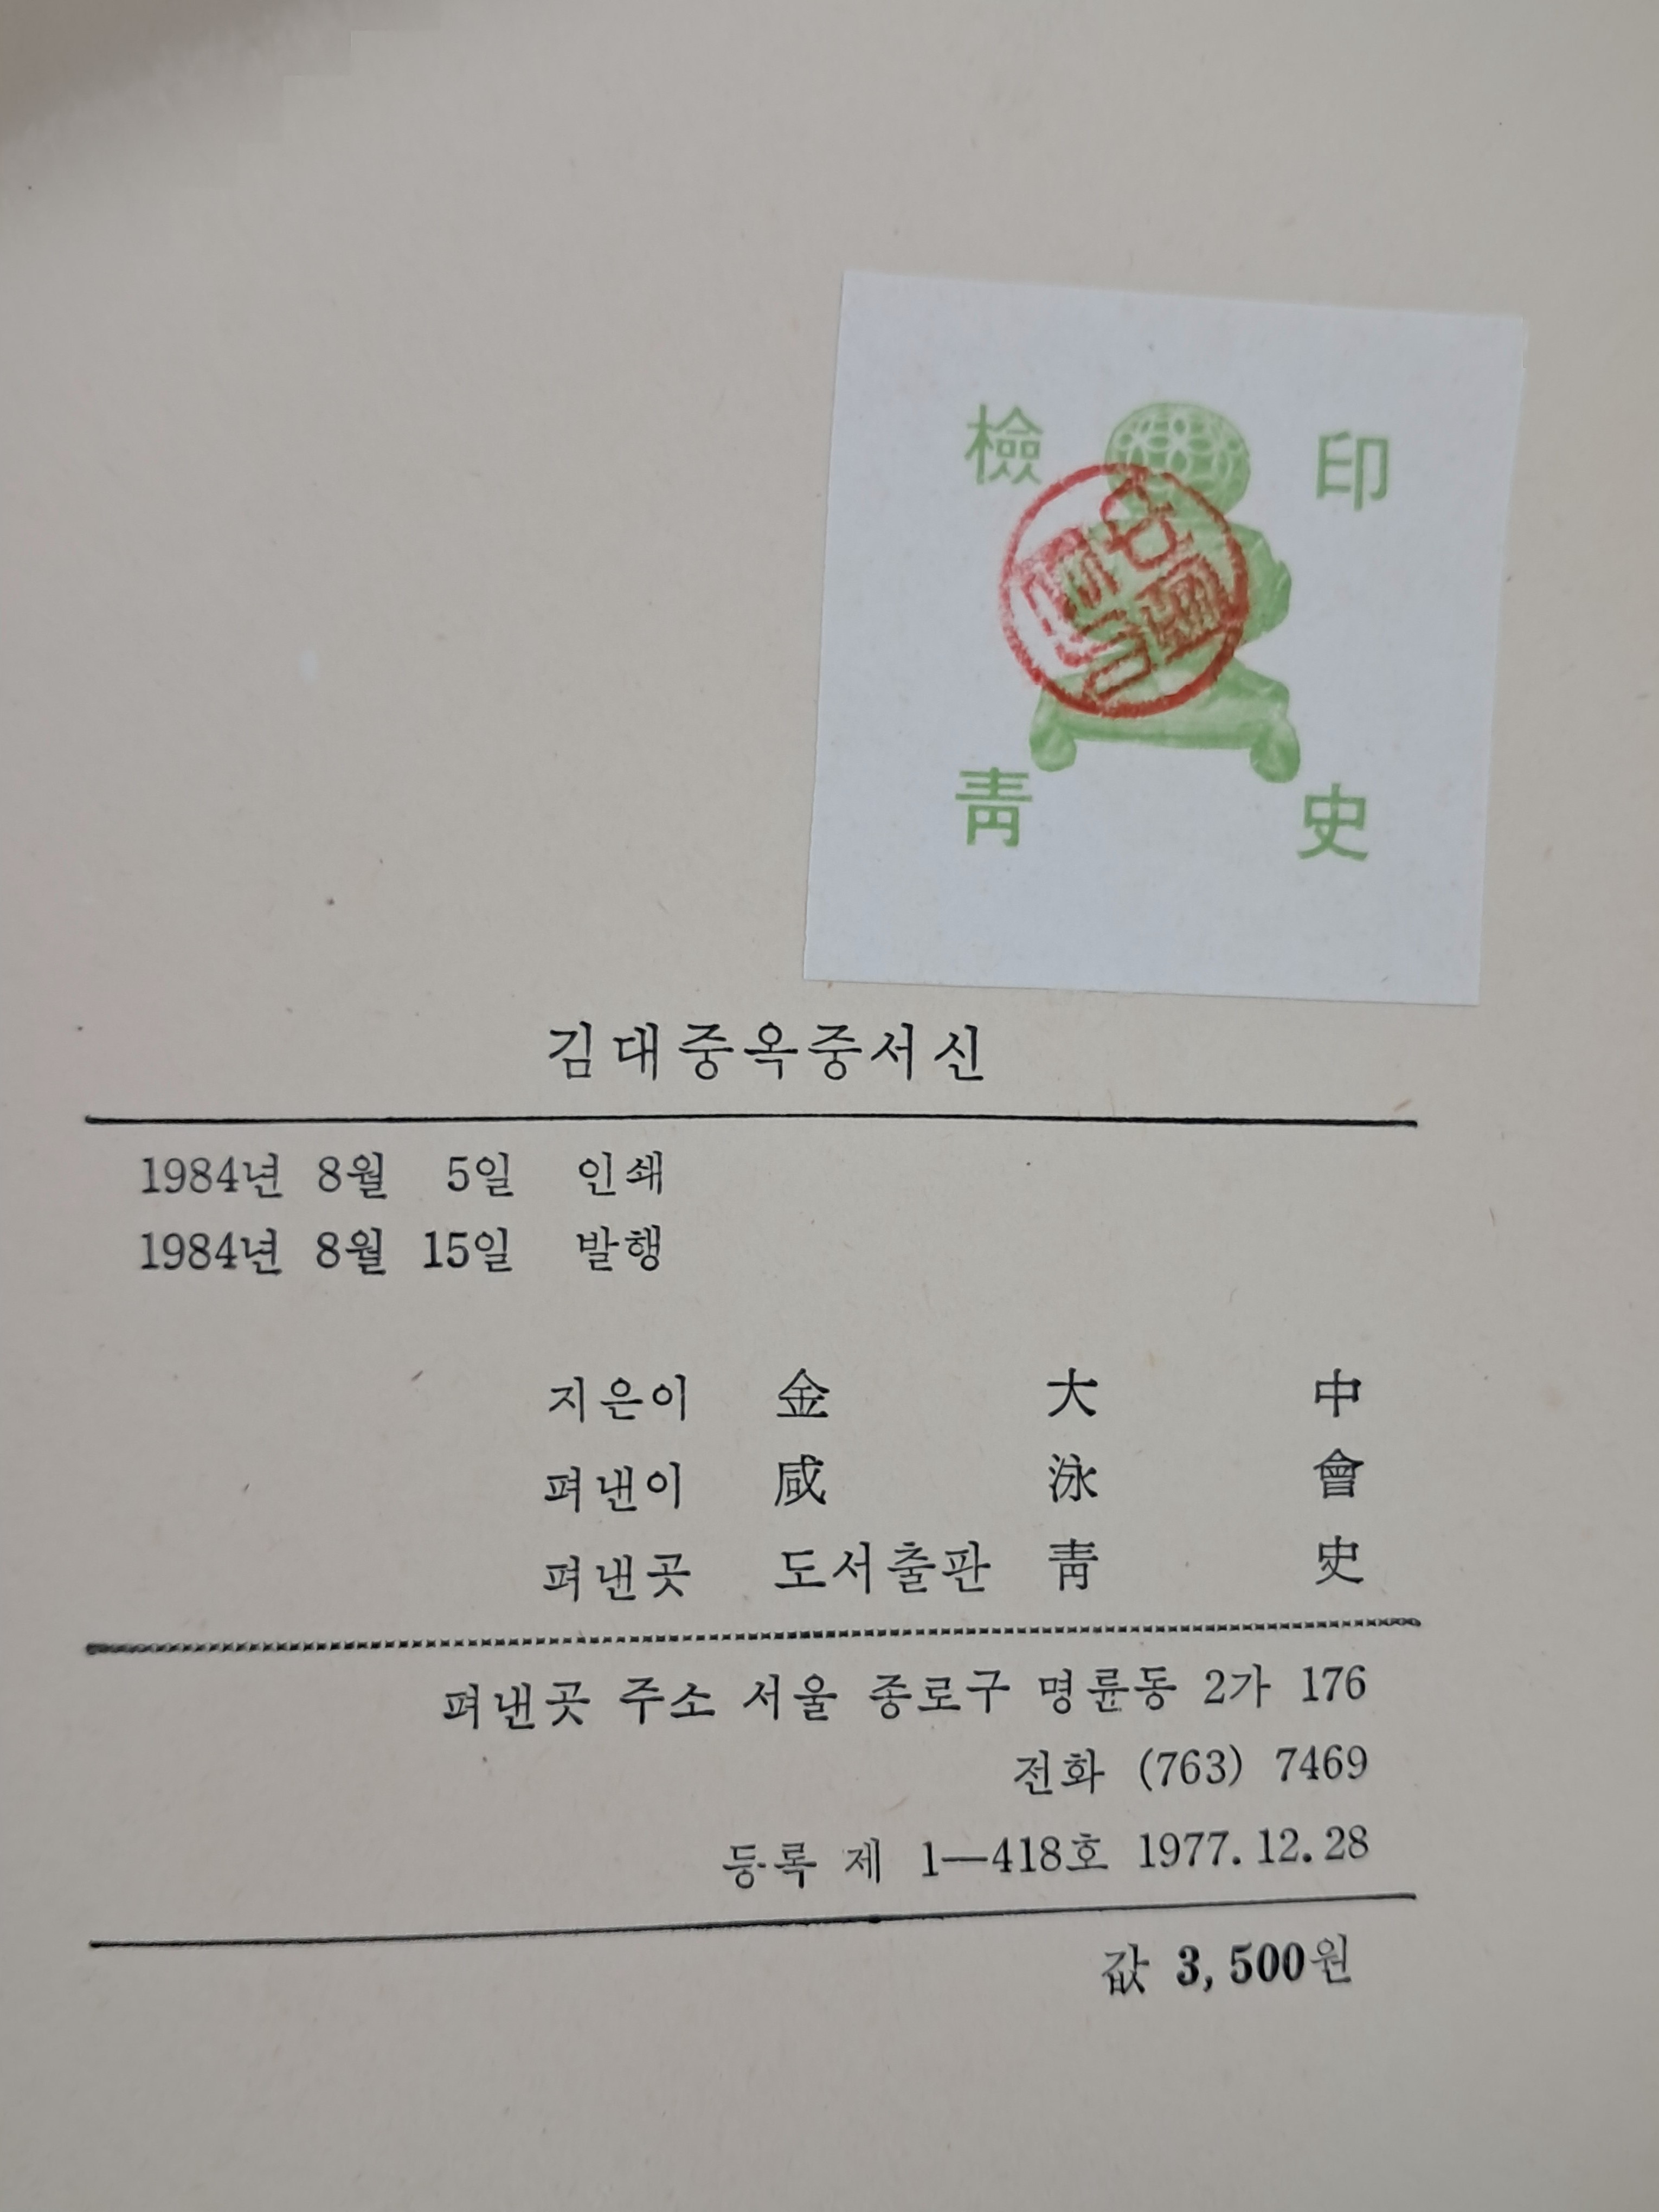 檢 印
靑 史
김대중옥중서신
1984년 8월 5일 인쇄
1984년 8월 15일 발행
지은이 金 大 中
펴낸이 咸 泳 會
펴낸곳 도서출판 靑 史
펴낸곳 주소 서울 종로구 명륜동 2가 176
전화 (763) 7469
등록 제 1—418호 1977.12.28
값 3,500원